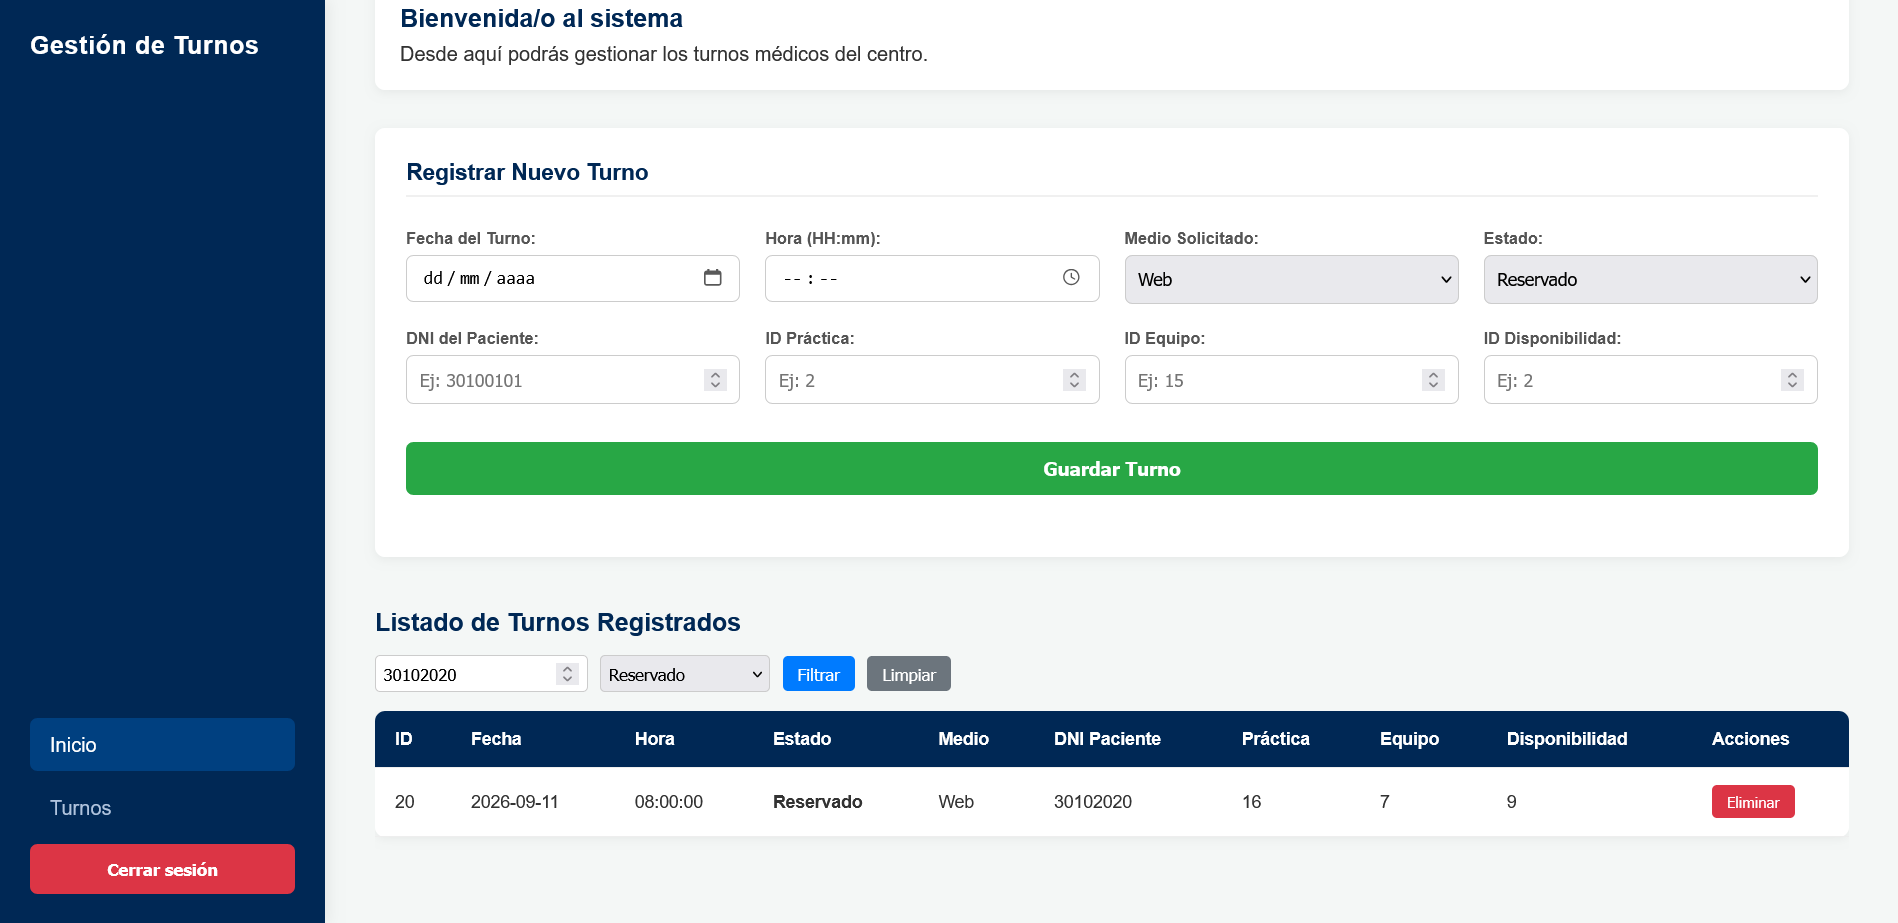 Gestión de Turnos
Inicio
Turnos
Cerrar sesión
Bienvenida/o al sistema
Desde aquí podrás gestionar los turnos médicos del centro.
Registrar Nuevo Turno
Fecha del Turno: Hora (HH:mm): Medio Solicitado: Estado:
dd/mm/aaaa --:-- Web Reservado
DNI del Paciente: ID Práctica: ID Equipo: ID Disponibilidad:
Ej: 30100101 Ej: 2 Ej: 15 Ej: 2
Guardar Turno
Listado de Turnos Registrados
30102020 Reservado Filtrar Limpiar
ID Fecha Hora Estado Medio DNI Paciente Práctica Equipo Disponibilidad Acciones
20 2026-09-11 08:00:00 Reservado Web 30102020 16 7 9 Eliminar